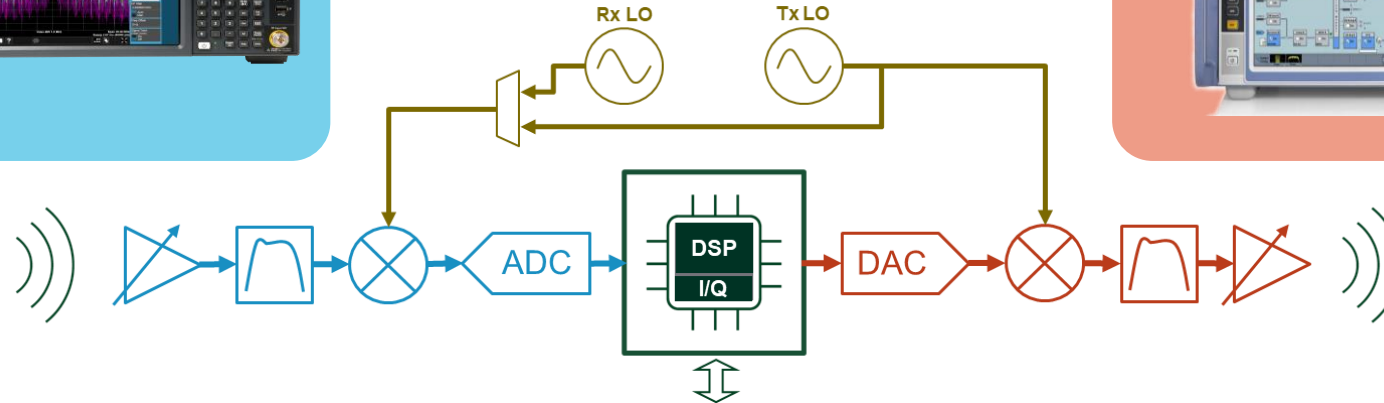 Rx LO
Tx LO
ADC
DSP
I/Q
DAC